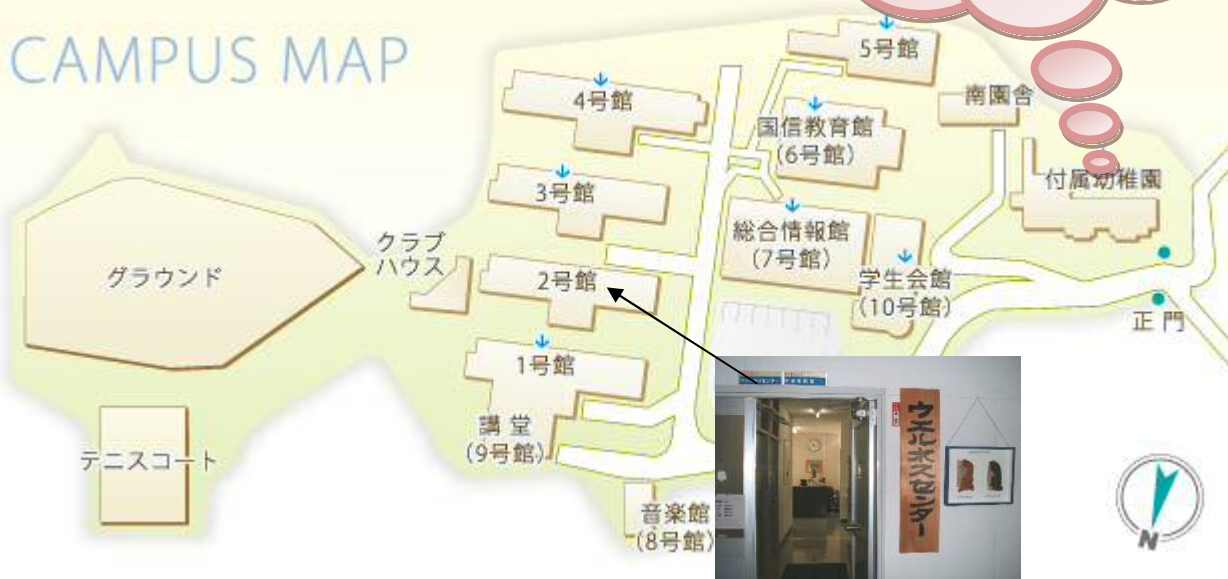 CAMPUS MAP
5号館
4号館
南園舎
国信教育館
(6号館)
3号館
付属幼稚園
総合情報館
(7号館)
クラブ
ハウス
グラウンド
2号館
学生会館
(10号館)
正門
1号館
講堂
(9号館)
テニスコート
音楽館
(8号館)
ウエルネスセンター
N